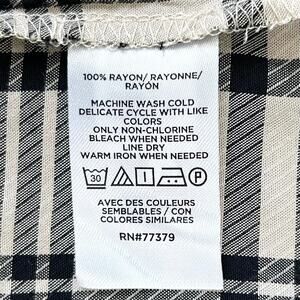 100% RAYON/ RAYONNE/
RAYÓN
MACHINE WASH COLD
DELICATE CYCLE WITH LIKE
COLORS
ONLY NON-CHLORINE
BLEACH WHEN NEEDED
LINE DRY
WARM IRON WHEN NEEDED
30
P
AVEC DES COULEURS
SEMBLABLES / CON
COLORES SIMILARES
RN#77379